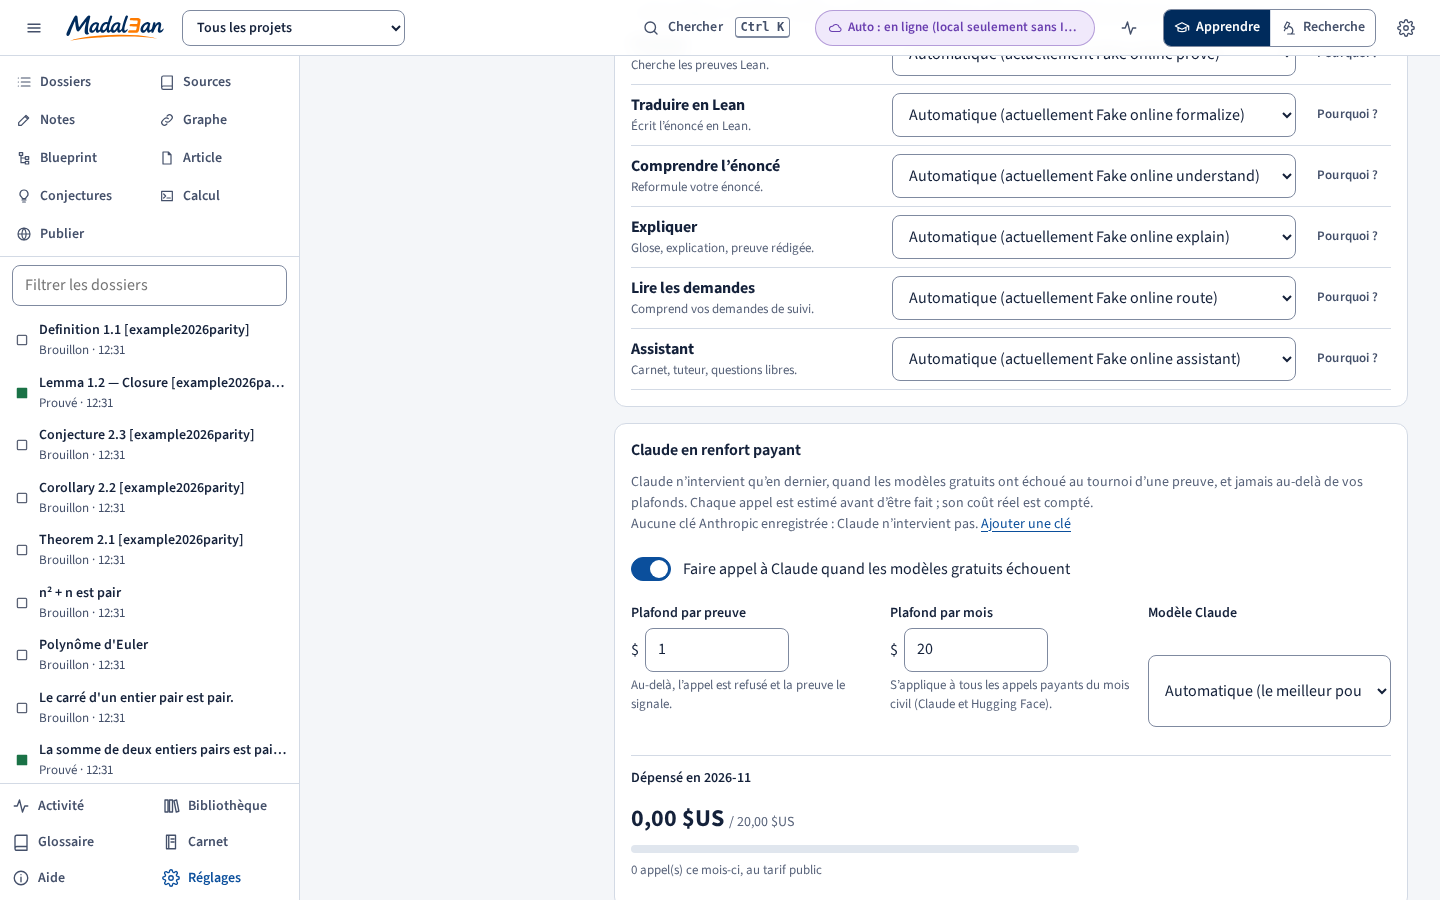 Madal3an
Tous les projets
Chercher
Ctrl K
Auto : en ligne (local seulement sans I…
Apprendre
Recherche
Dossiers
Sources
Notes
Graphe
Blueprint
Article
Conjectures
Calcul
Publier
Filtrer les dossiers
Definition 1.1 [example2026parity]
Brouillon · 12:31
Lemma 1.2 — Closure [example2026pa…
Prouvé · 12:31
Conjecture 2.3 [example2026parity]
Brouillon · 12:31
Corollary 2.2 [example2026parity]
Brouillon · 12:31
Theorem 2.1 [example2026parity]
Brouillon · 12:31
n² + n est pair
Brouillon · 12:31
Polynôme d'Euler
Brouillon · 12:31
Le carré d'un entier pair est pair.
Brouillon · 12:31
La somme de deux entiers pairs est pai…
Prouvé · 12:31
Activité
Bibliothèque
Glossaire
Carnet
Aide
Réglages
Automatique (actuellement Fake online prove)
Pourquoi ?
Cherche les preuves Lean.
Traduire en Lean
Écrit l’énoncé en Lean.
Automatique (actuellement Fake online formalize)
Pourquoi ?
Comprendre l’énoncé
Reformule votre énoncé.
Automatique (actuellement Fake online understand)
Pourquoi ?
Expliquer
Glose, explication, preuve rédigée.
Automatique (actuellement Fake online explain)
Pourquoi ?
Lire les demandes
Comprend vos demandes de suivi.
Automatique (actuellement Fake online route)
Pourquoi ?
Assistant
Carnet, tuteur, questions libres.
Automatique (actuellement Fake online assistant)
Pourquoi ?
Claude en renfort payant
Claude n’intervient qu’en dernier, quand les modèles gratuits ont échoué au tournoi d’une preuve, et jamais au-delà de vos
plafonds. Chaque appel est estimé avant d’être fait ; son coût réel est compté.
Aucune clé Anthropic enregistrée : Claude n’intervient pas. Ajouter une clé
Faire appel à Claude quand les modèles gratuits échouent
Plafond par preuve
$ 1
Au-delà, l’appel est refusé et la preuve le
signale.
Plafond par mois
$ 20
S’applique à tous les appels payants du mois
civil (Claude et Hugging Face).
Modèle Claude
Automatique (le meilleur pou
Dépensé en 2026-11
0,00 $US / 20,00 $US
0 appel(s) ce mois-ci, au tarif public